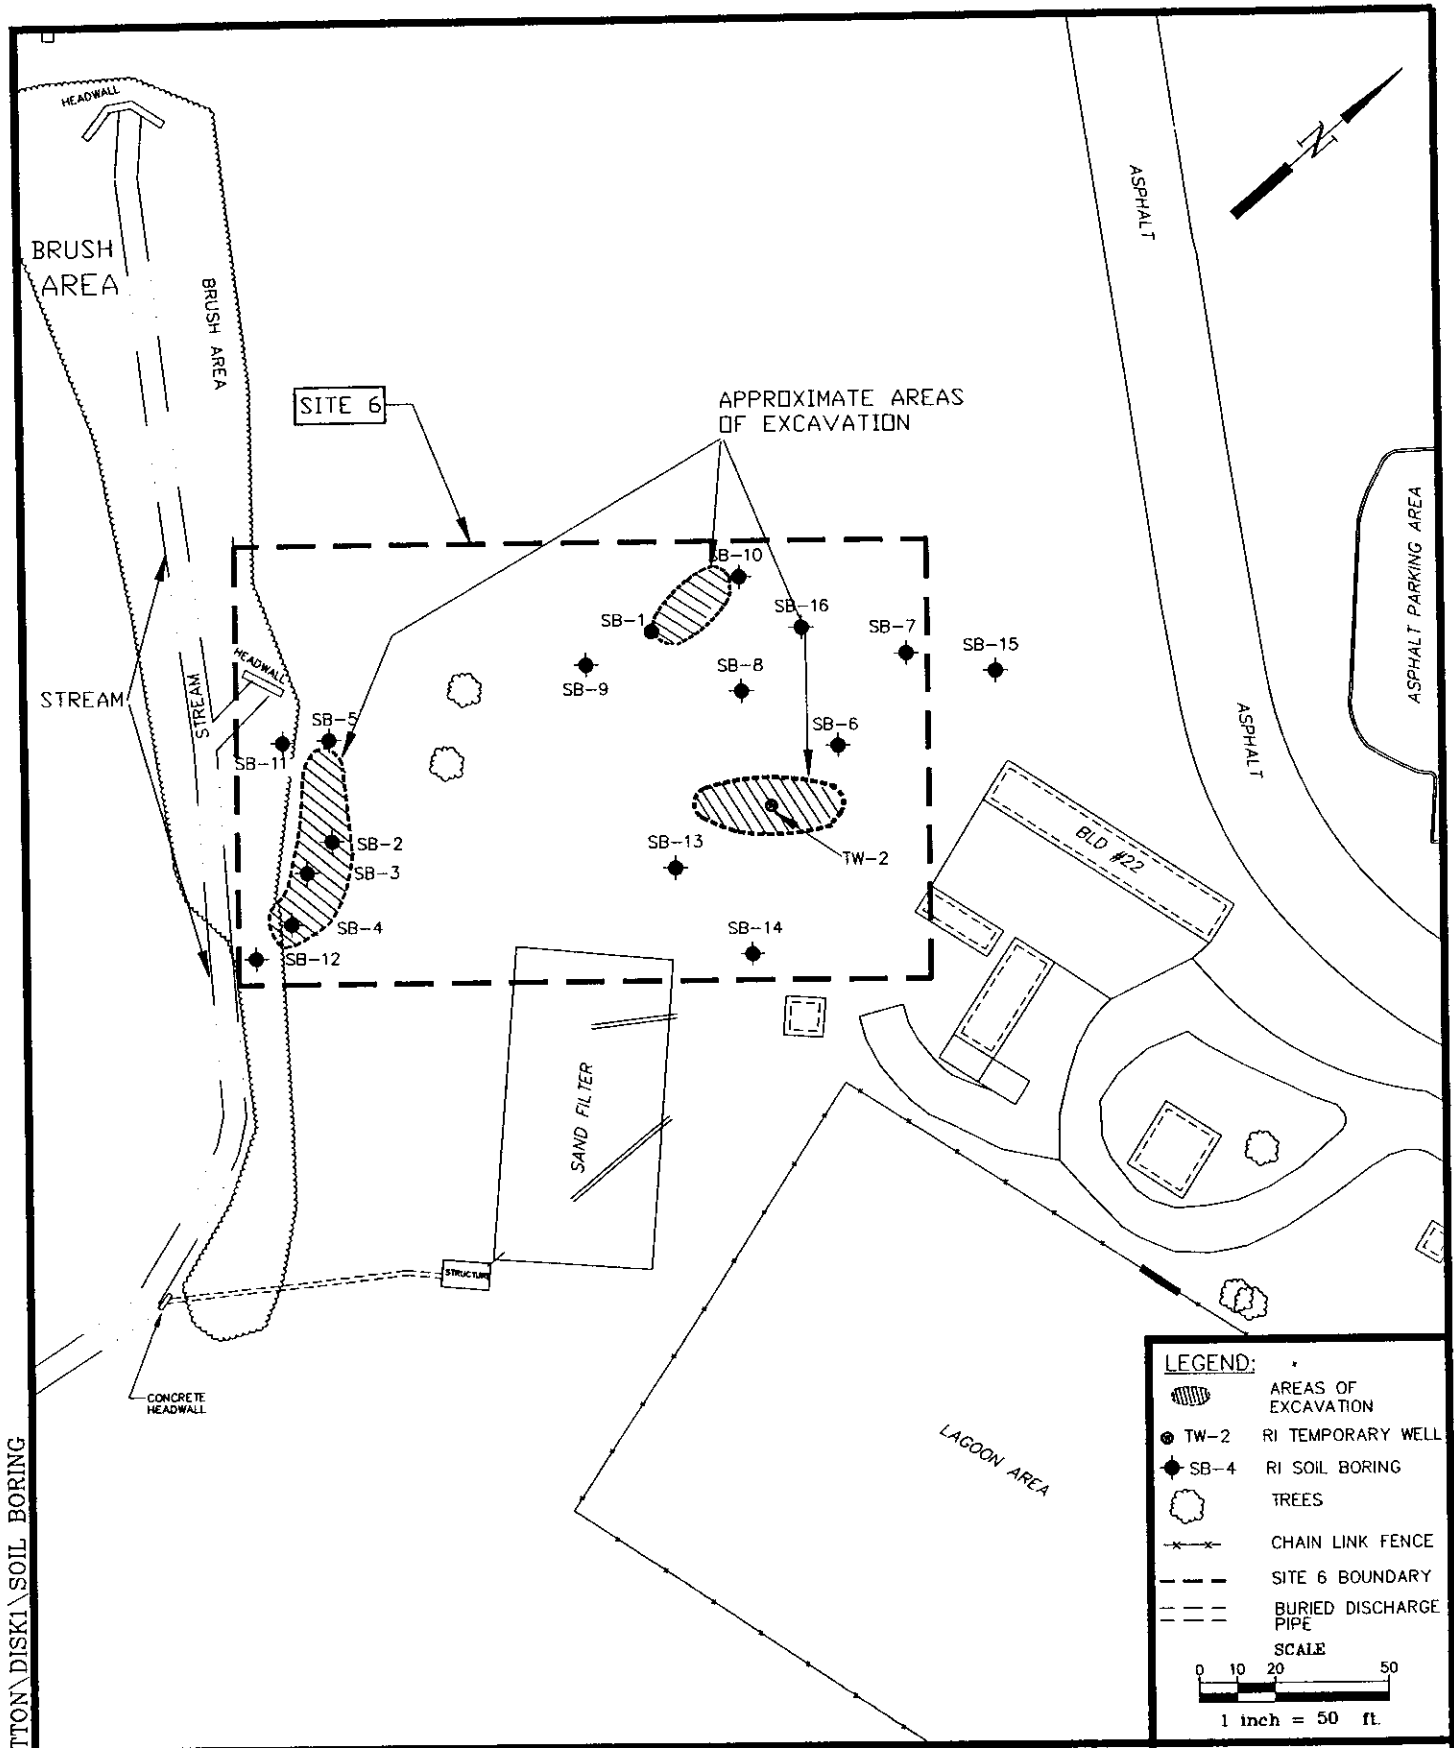 HEADWALL
N
ASPHALT
BRUSH
AREA
BRUSH AREA
SITE 6
APPROXIMATE AREAS
OF EXCAVATION
ASPHALT PARKING AREA
SB-10
SB-1
SB-16
SB-7
SB-15
SB-9
SB-8
HEADWALL
STREAM
STREAM
SB-5
SB-11
SB-6
ASPHALT
SB-2
SB-3
SB-13
TW-2
BLD #22
SB-4
SB-12
SB-14
SAND FILTER
STRUCTURE
CONCRETE
HEADWALL
LAGOON AREA
LEGEND:
AREAS OF
EXCAVATION
TW-2 RI TEMPORARY WELL
SB-4 RI SOIL BORING
TREES
CHAIN LINK FENCE
SITE 6 BOUNDARY
BURIED DISCHARGE
PIPE
SCALE
0 10 20 50
1 inch = 50 ft.
TTON\DISK1\SOIL BORING